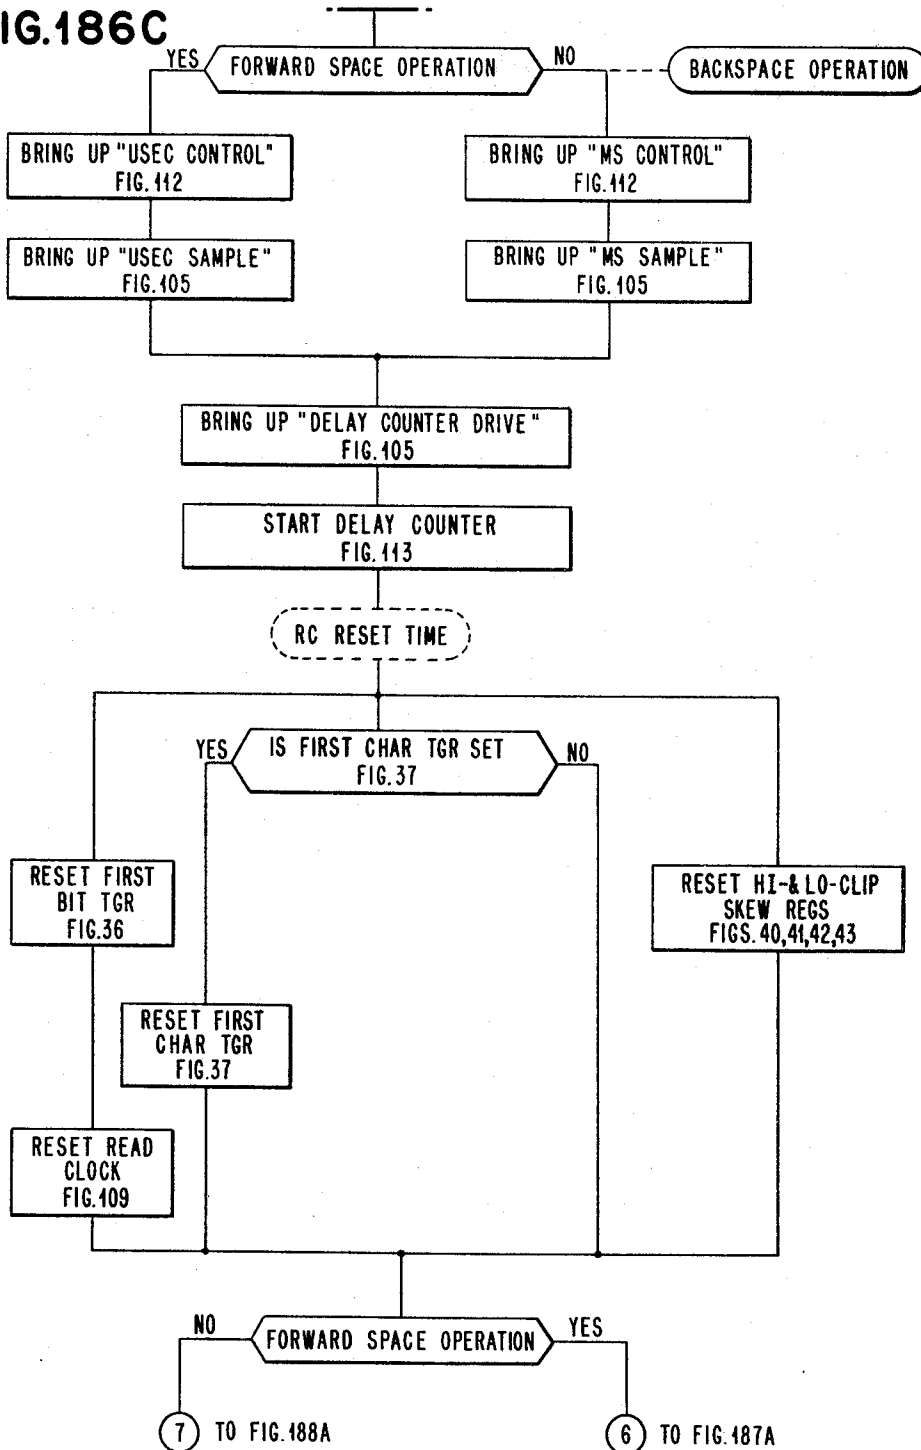 IG.186C
YES
FORWARD SPACE OPERATION
NO
BACKSPACE OPERATION
BRING UP "USEC CONTROL"
FIG.112
BRING UP "MS CONTROL"
FIG.112
BRING UP "USEC SAMPLE"
FIG.105
BRING UP "MS SAMPLE"
FIG.105
BRING UP "DELAY COUNTER DRIVE"
FIG.105
START DELAY COUNTER
FIG.113
RC RESET TIME
YES
IS FIRST CHAR TGR SET
FIG.37
NO
RESET FIRST
BIT TGR
FIG.36
RESET HI-& LO-CLIP
SKEW REGS
FIGS. 40,41,42,43
RESET FIRST
CHAR TGR
FIG.37
RESET READ
CLOCK
FIG.109
NO
FORWARD SPACE OPERATION
YES
7 TO FIG.188A
6 TO FIG.187A